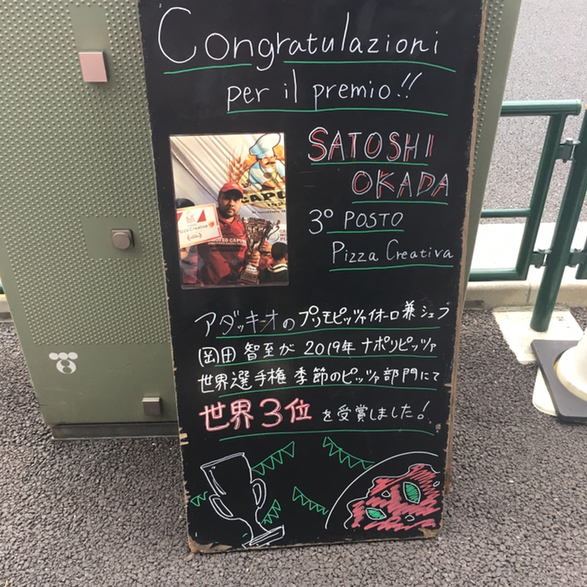 Congratulazioni
per il premio!!
SATOSHI
OKADA
3° POSTO
Pizza Creativa
アダッキオのプリモピッツァイオーロ兼シェフ
岡田 智至が 2019年 ナポリピッツァ
世界選手権 季節のピッツァ部門にて
世界3位を受賞しました!
Pizza Creativa